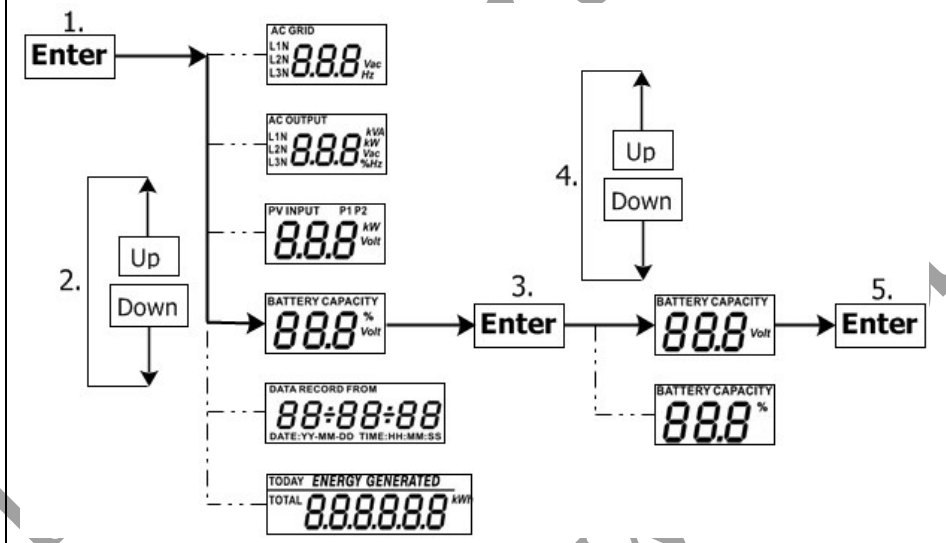 1.
Enter
AC GRID
L1N
L2N
L3N
8.8.8
Vac
Hz
AC OUTPUT
L1N
L2N
L3N
8.8.8
kVA
kW
Vac
%Hz
PV INPUT P1 P2
8.8.8
kW
Volt
2.
Up
Down
BATTERY CAPACITY
88.8
%
Volt
3.
Enter
4.
Up
Down
BATTERY CAPACITY
88.8 Volt
5.
Enter
BATTERY CAPACITY
88.8 %
DATA RECORD FROM
88÷88÷88
DATE:YY-MM-DD TIME:HH:MM:SS
TODAY ENERGY GENERATED
TOTAL 8.8.8.8.8.8 kWh